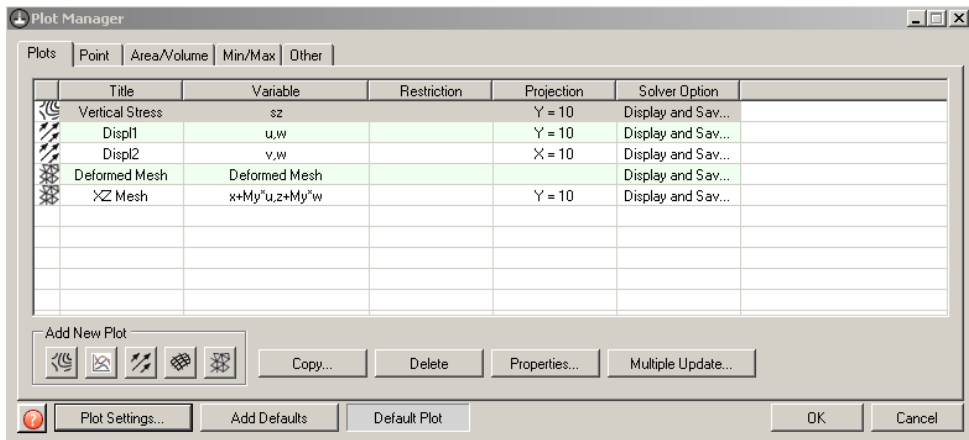 Plot Manager
Plots Point Area/Volume Min/Max Other
Title Variable Restriction Projection Solver Option
Vertical Stress sz Y = 10 Display and Sav...
Displ1 u,w Y = 10 Display and Sav...
Displ2 v,w X = 10 Display and Sav...
Deformed Mesh Deformed Mesh Display and Sav...
XZ Mesh x+My*u,z+My*w Y = 10 Display and Sav...
Add New Plot
Copy... Delete Properties... Multiple Update...
Plot Settings... Add Defaults Default Plot OK Cancel